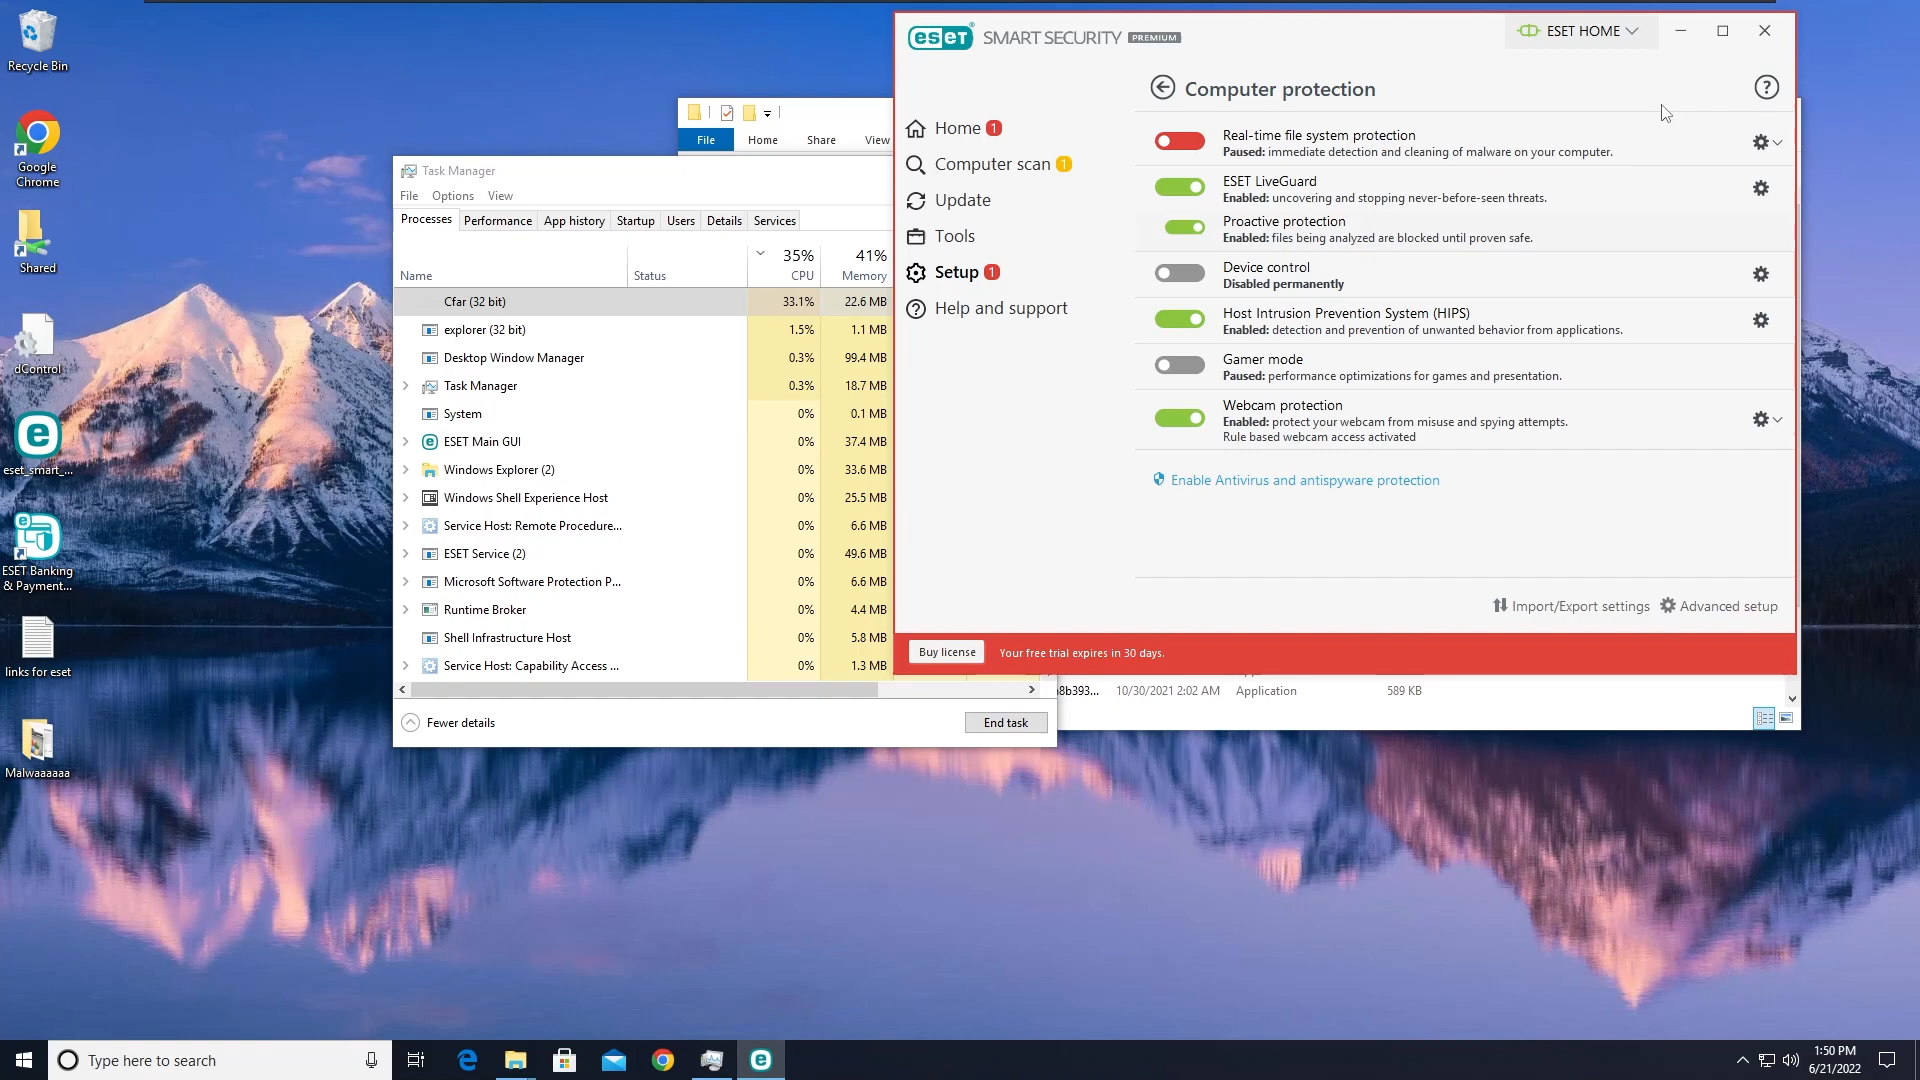 Recycle Bin
Google
Chrome
Shared
dControl
eset_smart_...
ESET Banking
& Payment...
links for eset
Malwaaaaaa
File
Home
Share
View
Task Manager
File Options View
Processes Performance App history Startup Users Details Services
35% 41%
Name Status CPU Memory
Cfar (32 bit) 33.1% 22.6 MB
explorer (32 bit) 1.5% 1.1 MB
Desktop Window Manager 0.3% 99.4 MB
Task Manager 0.3% 18.7 MB
System 0% 0.1 MB
ESET Main GUI 0% 37.4 MB
Windows Explorer (2) 0% 33.6 MB
Windows Shell Experience Host 0% 25.5 MB
Service Host: Remote Procedure... 0% 6.6 MB
ESET Service (2) 0% 49.6 MB
Microsoft Software Protection P... 0% 6.6 MB
Runtime Broker 0% 4.4 MB
Shell Infrastructure Host 0% 5.8 MB
Service Host: Capability Access ... 0% 1.3 MB
Fewer details
End task
eset SMART SECURITY PREMIUM
ESET HOME
Home 1
Computer scan 1
Update
Tools
Setup 1
Help and support
Computer protection
?
Real-time file system protection
Paused: immediate detection and cleaning of malware on your computer.
ESET LiveGuard
Enabled: uncovering and stopping never-before-seen threats.
Proactive protection
Enabled: files being analyzed are blocked until proven safe.
Device control
Disabled permanently
Host Intrusion Prevention System (HIPS)
Enabled: detection and prevention of unwanted behavior from applications.
Gamer mode
Paused: performance optimizations for games and presentation.
Webcam protection
Enabled: protect your webcam from misuse and spying attempts.
Rule based webcam access activated
Enable Antivirus and antispyware protection
Import/Export settings Advanced setup
Buy license Your free trial expires in 30 days.
8b393... 10/30/2021 2:02 AM Application 589 KB
Type here to search
1:50 PM
6/21/2022